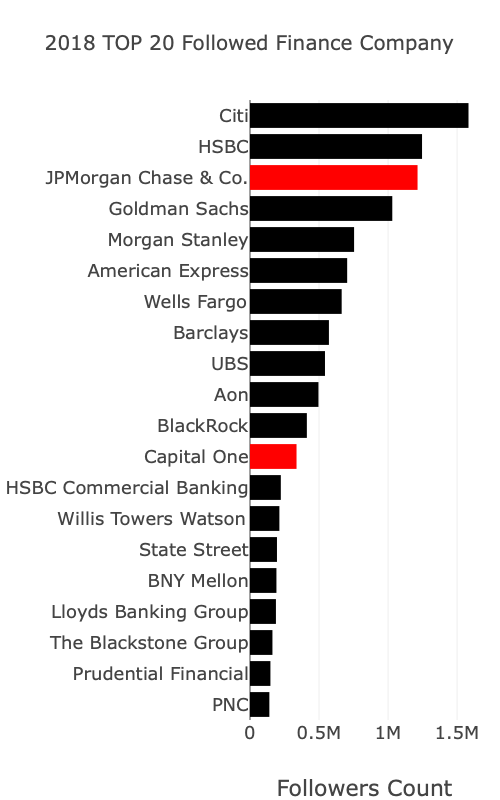 2018 TOP 20 Followed Finance Company
Citi
HSBC
JPMorgan Chase & Co.
Goldman Sachs
Morgan Stanley
American Express
Wells Fargo
Barclays
UBS
Aon
BlackRock
Capital One
HSBC Commercial Banking
Willis Towers Watson
State Street
BNY Mellon
Lloyds Banking Group
The Blackstone Group
Prudential Financial
PNC
0 0.5M 1M 1.5M
Followers Count